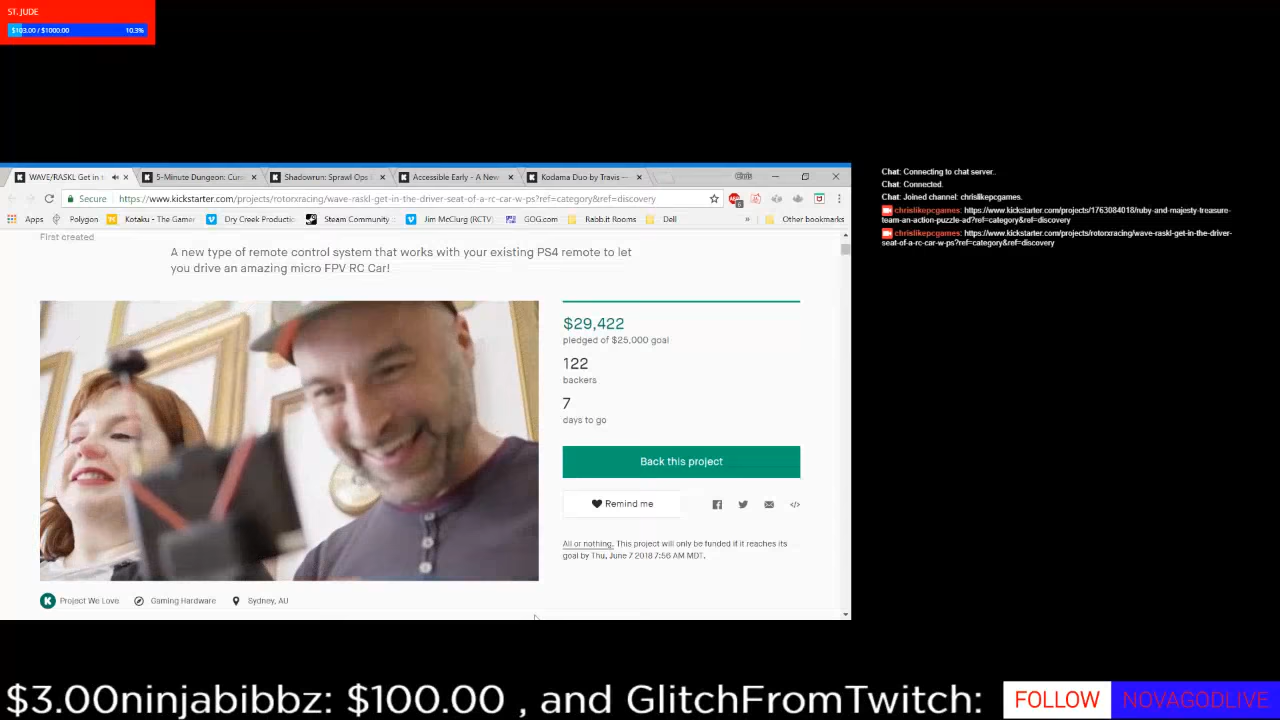 ST. JUDE
$103.00 / $1000.00 10.3%
WAVE/RASKL Get in t
5-Minute Dungeon: Curs
Shadowrun: Sprawl Ops
Accessible Early - A New
Kodama Duo by Travis —
Chris
Secure
https://www.kickstarter.com/projects/rotorxracing/wave-raskl-get-in-the-driver-seat-of-a-rc-car-w-ps?ref=category&ref=discovery
Apps
Polygon
Kotaku - The Gamer
Dry Creek Productio
Steam Community ::
Jim McClurg (RCTV)
GOG.com
Rabbit Rooms
Dell
»
Other bookmarks
First created
A new type of remote control system that works with your existing PS4 remote to let
you drive an amazing micro FPV RC Car!
$29,422
pledged of $25,000 goal
122
backers
7
days to go
Back this project
Remind me
All or nothing. This project will only be funded if it reaches its
goal by Thu, June 7 2018 7:56 AM MDT.
Project We Love
Gaming Hardware
Sydney, AU
Chat: Connecting to chat server..
Chat: Connected.
Chat: Joined channel: chrislikepcgames.
chrislikepcgames: https://www.kickstarter.com/projects/1763084018/ruby-and-majesty-treasure-
team-an-action-puzzle-ad?ref=category&ref=discovery
chrislikepcgames: https://www.kickstarter.com/projects/rotorxracing/wave-raskl-get-in-the-driver-
seat-of-a-rc-car-w-ps?ref=category&ref=discovery
$3.00ninjabibbz: $100.00 , and GlitchFromTwitch:
FOLLOW NOVAGODLIVE